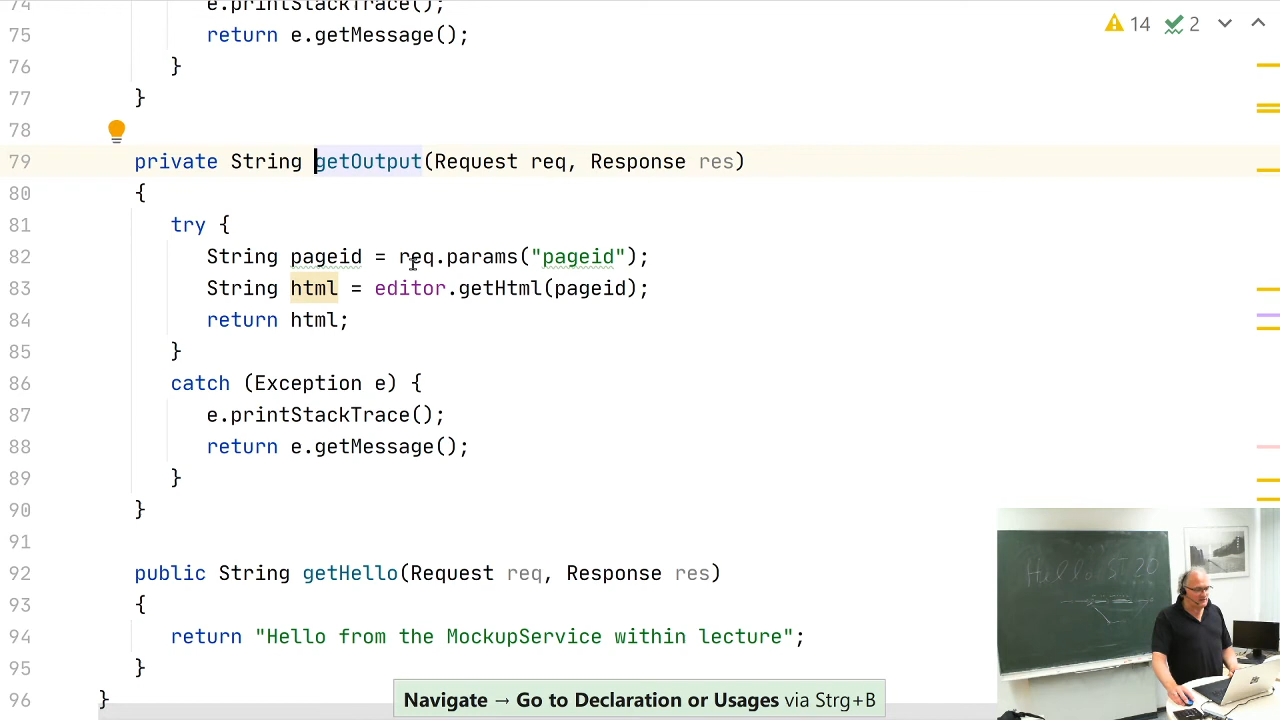 74 e.printStackTrace();
75 return e.getMessage();
76 }
77 }
78
79 private String getOutput(Request req, Response res)
80 {
81 try {
82 String pageid = req.params("pageid");
83 String html = editor.getHtml(pageid);
84 return html;
85 }
86 catch (Exception e) {
87 e.printStackTrace();
88 return e.getMessage();
89 }
90 }
91
92 public String getHello(Request req, Response res)
93 {
94 return "Hello from the MockupService within lecture";
95 }
96 }
14 2
Hello ST 20
Navigate → Go to Declaration or Usages via Strg+B